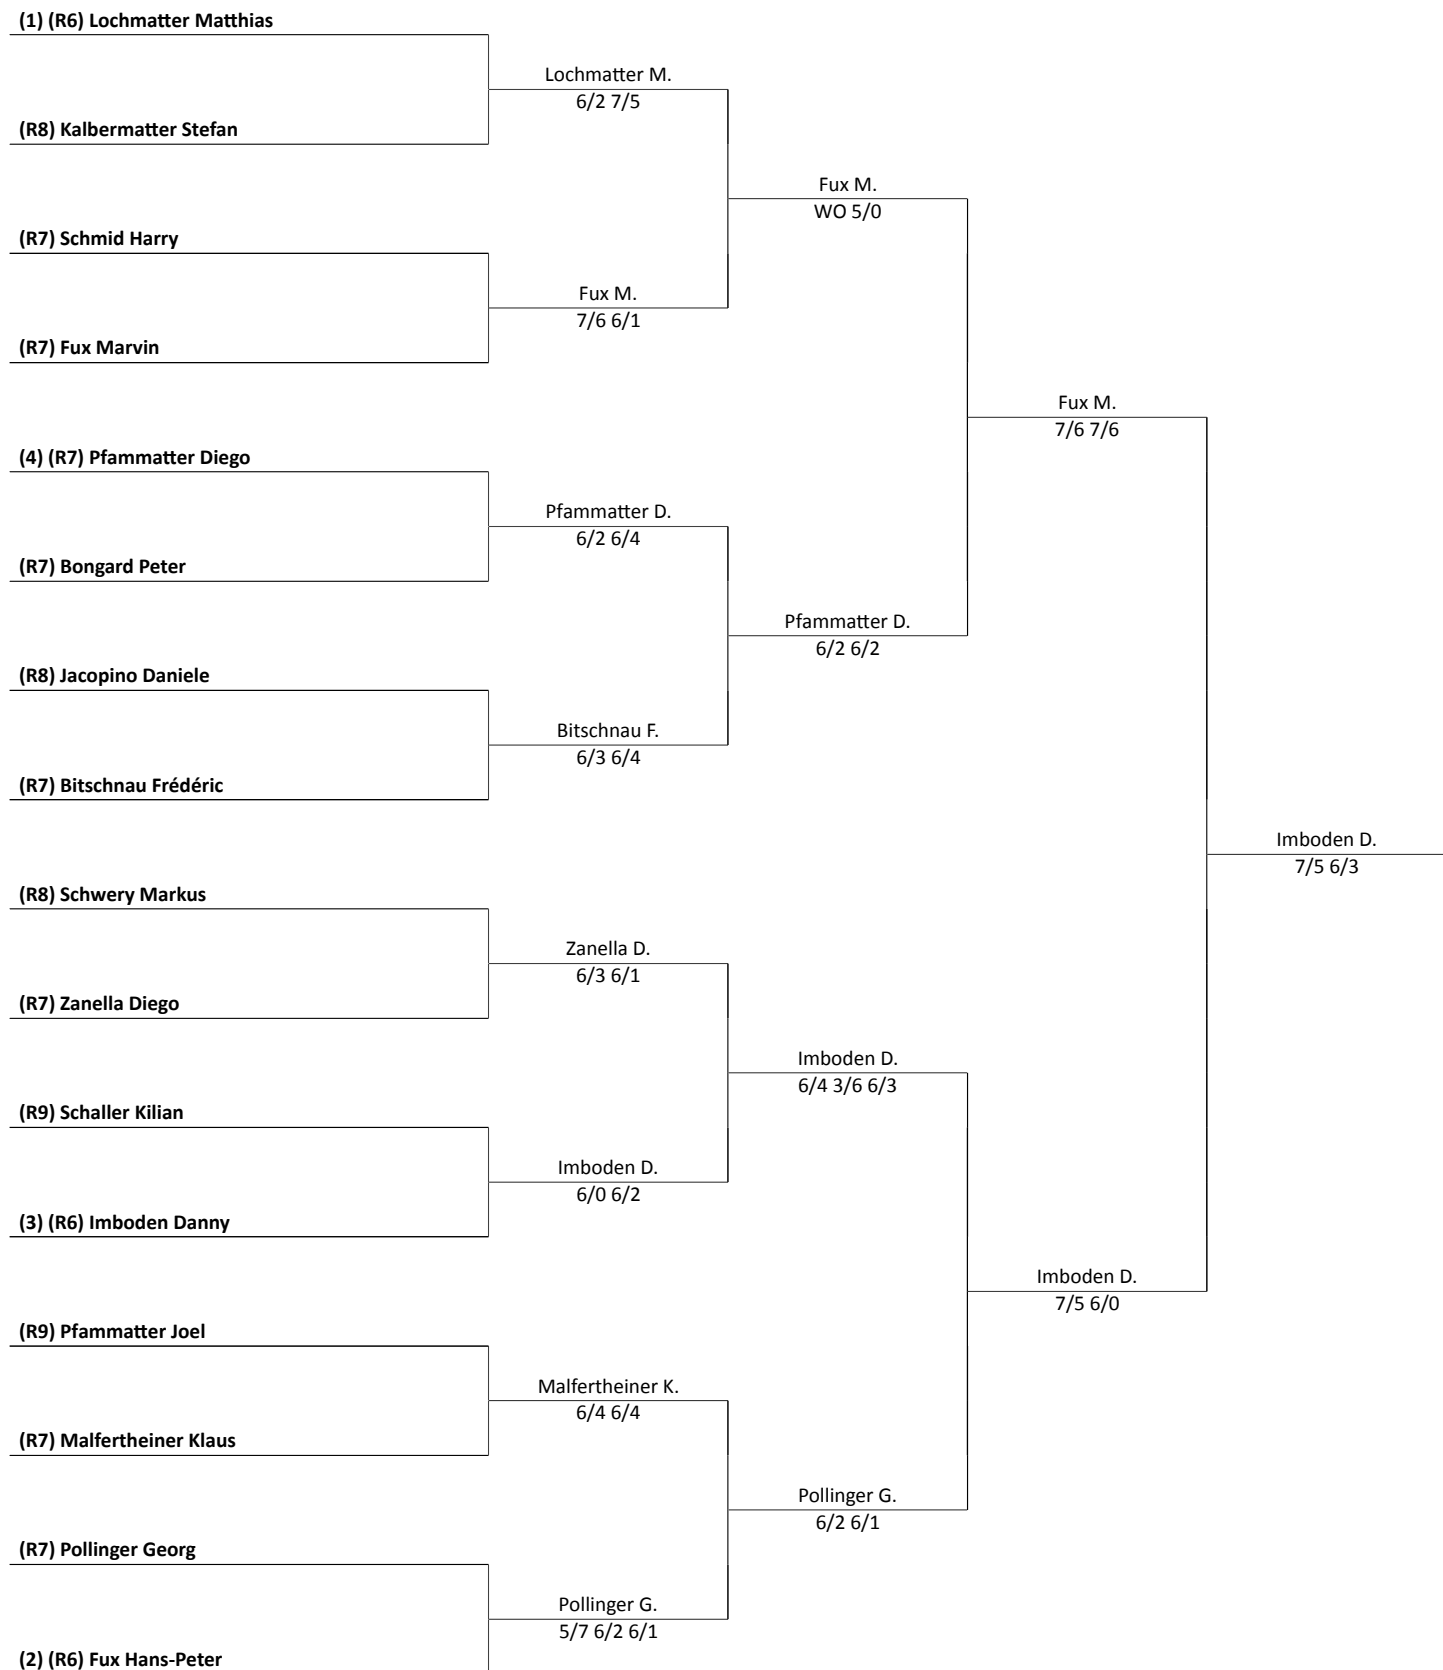 (1) (R6) Lochmatter Matthias
Lochmatter M.
6/2 7/5
(R8) Kalbermatter Stefan
Fux M.
WO 5/0
(R7) Schmid Harry
Fux M.
7/6 6/1
(R7) Fux Marvin
Fux M.
7/6 7/6
(4) (R7) Pfammatter Diego
Pfammatter D.
6/2 6/4
(R7) Bongard Peter
Pfammatter D.
6/2 6/2
(R8) Jacopino Daniele
Bitschnau F.
6/3 6/4
(R7) Bitschnau Frédéric
Imboden D.
7/5 6/3
(R8) Schwery Markus
Zanella D.
6/3 6/1
(R7) Zanella Diego
Imboden D.
6/4 3/6 6/3
(R9) Schaller Kilian
Imboden D.
6/0 6/2
(3) (R6) Imboden Danny
Imboden D.
7/5 6/0
(R9) Pfammatter Joel
Malfertheiner K.
6/4 6/4
(R7) Malfertheiner Klaus
Pollinger G.
6/2 6/1
(R7) Pollinger Georg
Pollinger G.
5/7 6/2 6/1
(2) (R6) Fux Hans-Peter